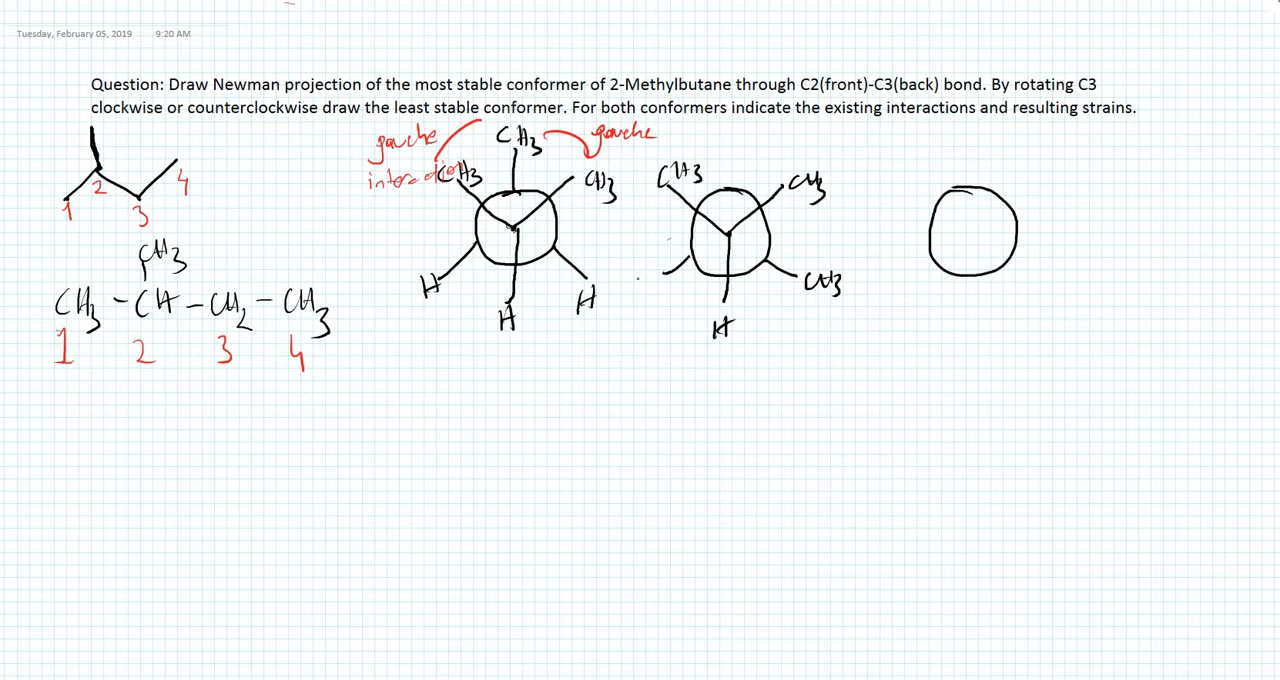 Tuesday, February 05, 2019 9:20 AM
Question: Draw Newman projection of the most stable conformer of 2-Methylbutane through C2(front)-C3(back) bond. By rotating C3
clockwise or counterclockwise draw the least stable conformer. For both conformers indicate the existing interactions and resulting strains.
gauche CH3 gauche
interaction CH3 CH3 CH3 CH3
2 4
1 3
CH3
CH3 - CH - CH2 - CH3
H H CH3
H H
1 2 3 4